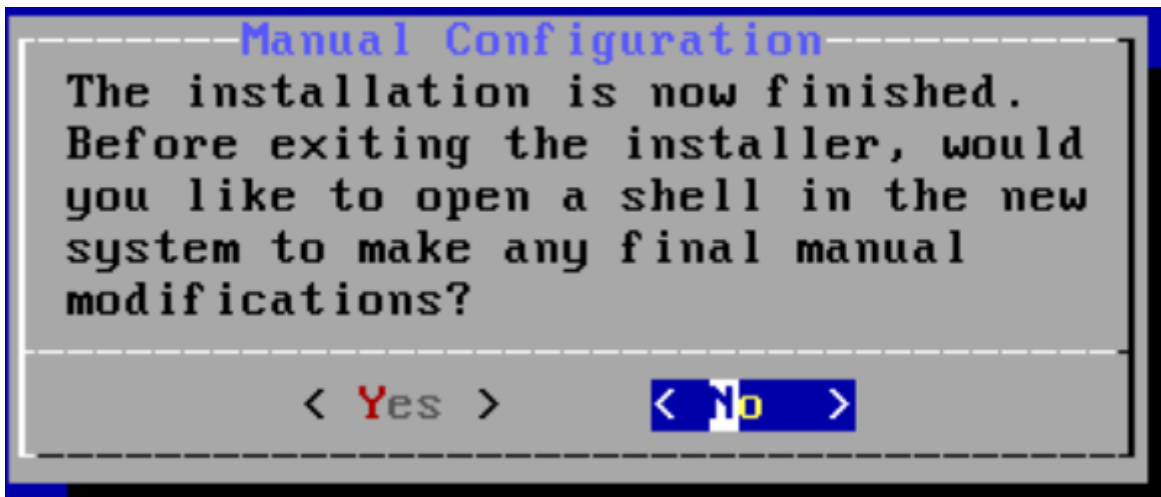 Manual Configuration
The installation is now finished.
Before exiting the installer, would
you like to open a shell in the new
system to make any final manual
modifications?
< Yes > < No >